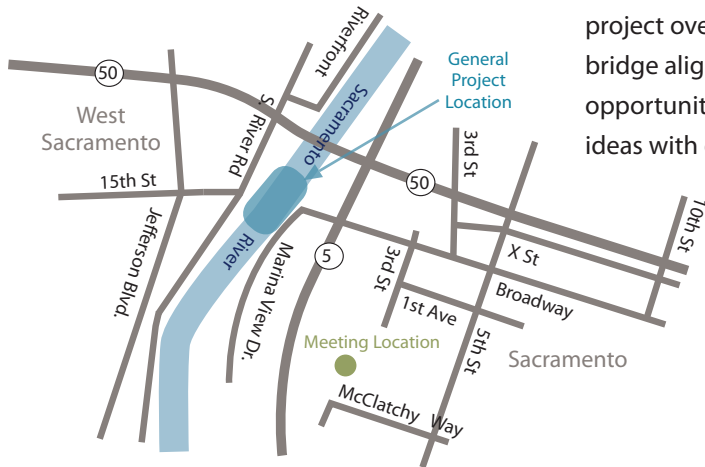 project ove
bridge alig
opportunit
ideas with
Riverfront
General
Project
Location
50
Sacramento
West
Sacramento
S. River Rd
3rd St
50
15th St
10th St
Jefferson Blvd.
River
Marina View Dr.
5
3rd St
X St
Broadway
1st Ave
5th St
Meeting Location
Sacramento
McClatchy Way